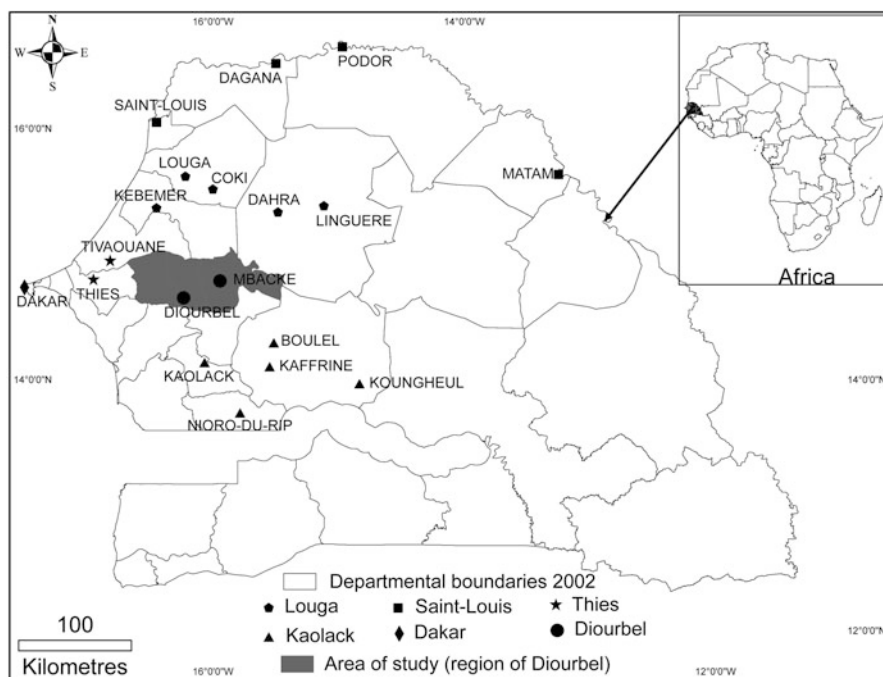 16°0'0"W 14°0'0"W
N
W E
S
PODOR
DAGANA
SAINT-LOUIS
16°0'0"N
LOUGA
COKI
MATAM
KEBEMER
DAHRA
LINGUERE
TIVAOUANE
Africa
MBACKE
DAKAR
THIES
DIOURBEL
BOULEL
KAFFRINE
KAOLACK
KOUNGHEUL
14°0'0"N 14°0'0"N
NIORO-DU-RIP
Departmental boundaries 2002
Louga Saint-Louis Thies
Kaolack Dakar Diourbel
100
Kilometres
Area of study (region of Diourbel)
12°0'0"N
16°0'0"W 12°0'0"W